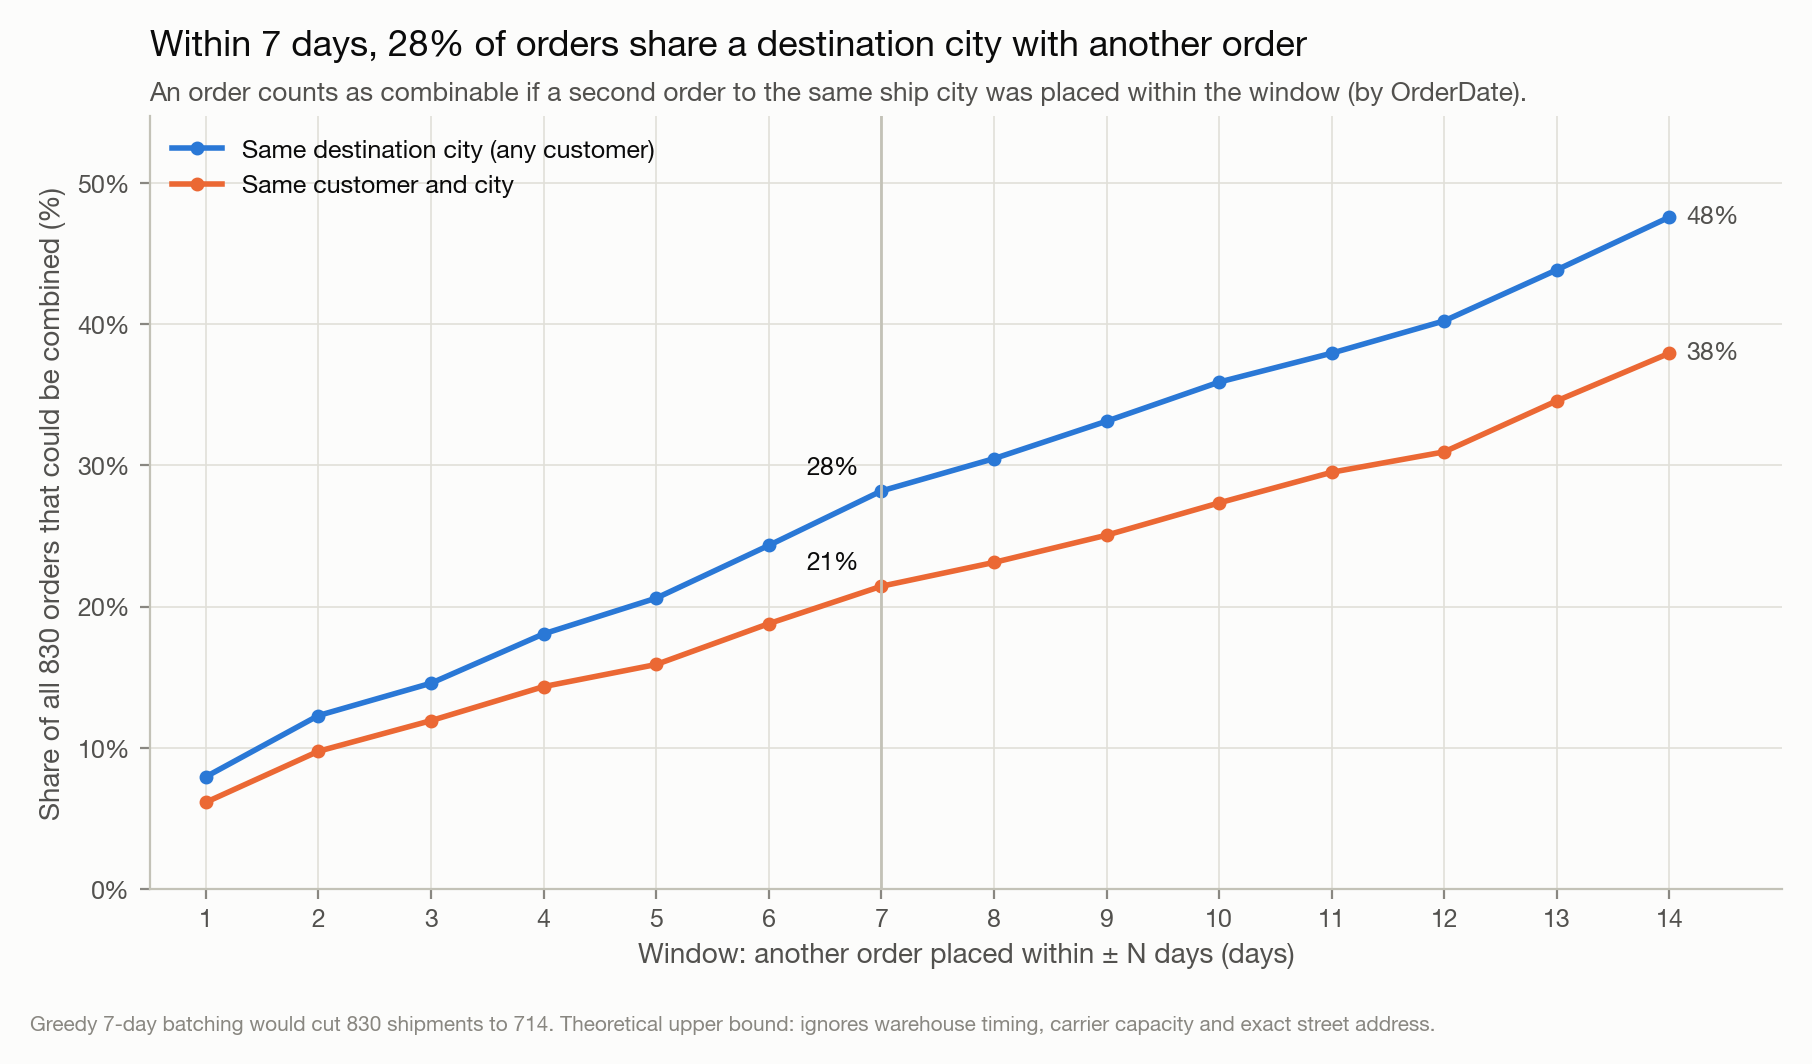 Within 7 days, 28% of orders share a destination city with another order
An order counts as combinable if a second order to the same ship city was placed within the window (by OrderDate).
Same destination city (any customer)
Same customer and city
Share of all 830 orders that could be combined (%)
50%
40%
30%
20%
10%
0%
48%
38%
28%
21%
1 2 3 4 5 6 7 8 9 10 11 12 13 14
Window: another order placed within ± N days (days)
Greedy 7-day batching would cut 830 shipments to 714. Theoretical upper bound: ignores warehouse timing, carrier capacity and exact street address.